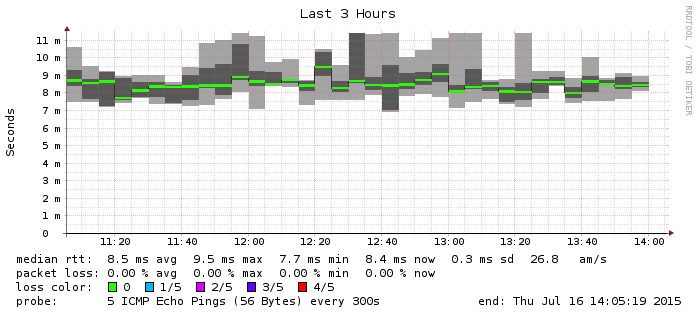 Last 3 Hours
RRDTOOL / TOBI OETIKER
Seconds
11 m
10 m
9 m
8 m
7 m
6 m
5 m
4 m
3 m
2 m
1 m
0
11:20 11:40 12:00 12:20 12:40 13:00 13:20 13:40 14:00
median rtt: 8.5 ms avg 9.5 ms max 7.7 ms min 8.4 ms now 0.3 ms sd 26.8 am/s
packet loss: 0.00 % avg 0.00 % max 0.00 % min 0.00 % now
loss color: 0 1/5 2/5 3/5 4/5
probe: 5 ICMP Echo Pings (56 Bytes) every 300s end: Thu Jul 16 14:05:19 2015